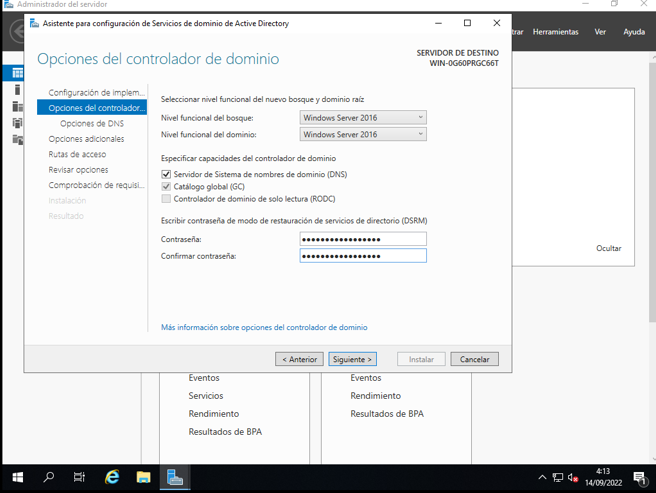 Administrador del servidor
Asistente para configuración de Servicios de dominio de Active Directory
Herramientas
Ver
Ayuda
Opciones del controlador de dominio
SERVIDOR DE DESTINO
WIN-0G60PRGC66T
Configuración de implem...
Opciones del controlador...
Opciones de DNS
Opciones adicionales
Rutas de acceso
Revisar opciones
Comprobación de requisi...
Instalación
Resultado
Seleccionar nivel funcional del nuevo bosque y dominio raíz
Nivel funcional del bosque:
Windows Server 2016
Nivel funcional del dominio:
Windows Server 2016
Especificar capacidades del controlador de dominio
Servidor de Sistema de nombres de dominio (DNS)
Catálogo global (GC)
Controlador de dominio de solo lectura (RODC)
Escribir contraseña de modo de restauración de servicios de directorio (DSRM)
Contraseña:
Confirmar contraseña:
Más información sobre opciones del controlador de dominio
< Anterior
Siguiente >
Instalar
Cancelar
Ocultar
Eventos
Servicios
Rendimiento
Resultados de BPA
Eventos
Rendimiento
Resultados de BPA
4:13
14/09/2022
1